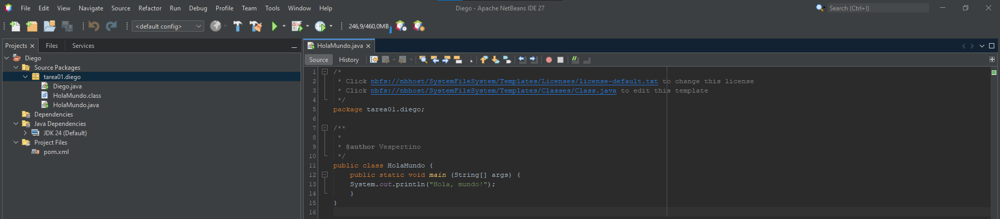 File Edit View Navigate Source Refactor Run Debug Profile Team Tools Window Help
Diego - Apache NetBeans IDE 27
Search (Ctrl+I)
<default config>
246,9/460,0MB
Projects Files Services
Diego
Source Packages
tarea01.diego
Diego.java
HolaMundo.class
HolaMundo.java
Dependencies
Java Dependencies
JDK 24 (Default)
Project Files
pom.xml
HolaMundo.java
Source History
1 /*
2 * Click nbfs://nbhost/SystemFileSystem/Templates/Licenses/license-default.txt to change this license
3 * Click nbfs://nbhost/SystemFileSystem/Templates/Classes/Class.java to edit this template
4 */
5 package tarea01.diego;
6
7 /**
8 *
9 * @author Vespertino
10 */
11 public class HolaMundo {
12 public static void main (String[] args) {
13 System.out.println("Hola, mundo!");
14 }
15 }
16